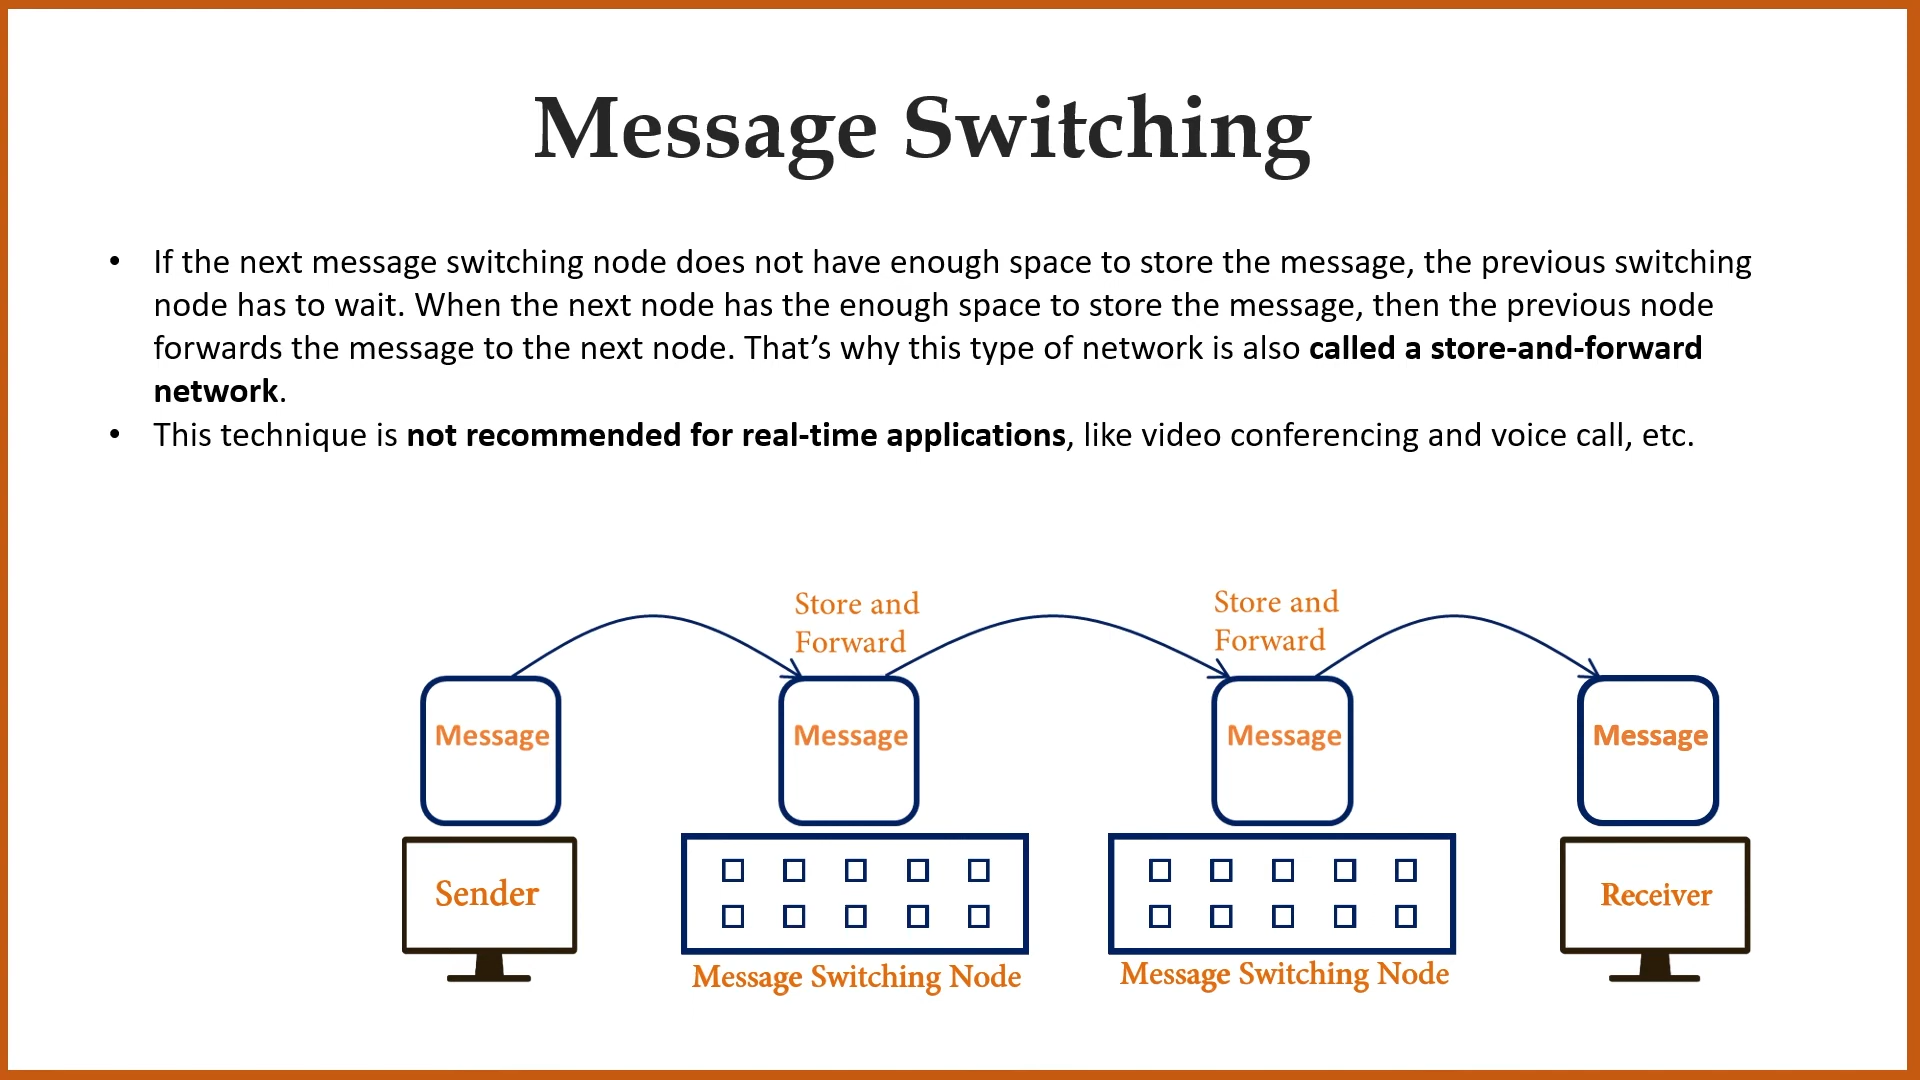 Message Switching
• If the next message switching node does not have enough space to store the message, the previous switching
node has to wait. When the next node has the enough space to store the message, then the previous node
forwards the message to the next node. That’s why this type of network is also called a store-and-forward
network.
• This technique is not recommended for real-time applications, like video conferencing and voice call, etc.
Store and
Forward
Store and
Forward
Message
Message
Message
Message
Sender
Receiver
Message Switching Node
Message Switching Node